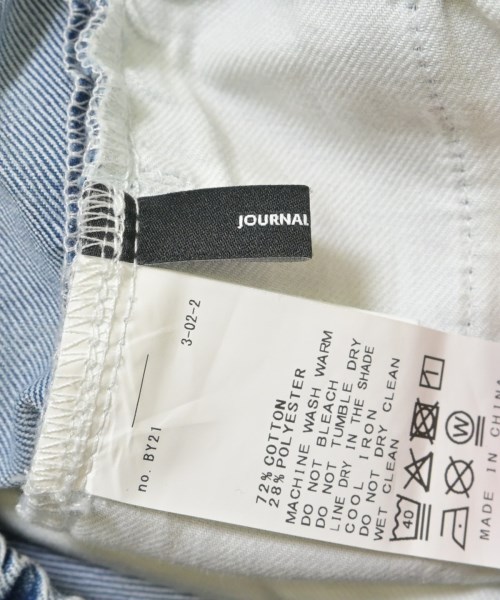 JOURNAL
3-02-2
no. BY21
72% COTTON
28% POLYESTER
MACHINE WASH WARM
DO NOT BLEACH
DO NOT TUMBLE DRY
LINE DRY IN THE SHADE
COOL IRON
DO NOT DRY CLEAN
WET CLEAN
40
W
MADE IN CHINA